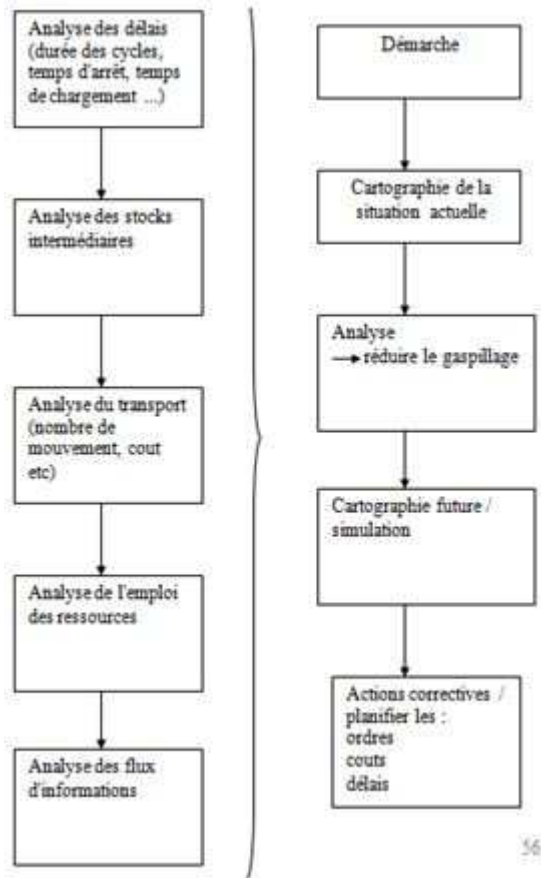 Analyse des délais
(durée des cycles,
temps d'arrêt, temps
de chargement ...)
Analyse des stocks
intermédiaires
Analyse du transport
(nombre de
mouvement, cout
etc)
Analyse de l'emploi
des ressources
Analyse des flux
d'informations
Démarche
Cartographie de la
situation actuelle
Analyse
→ réduire le gaspillage
Cartographie future /
simulation
Actions correctives /
planifier les :
ordres
couts
délais
56